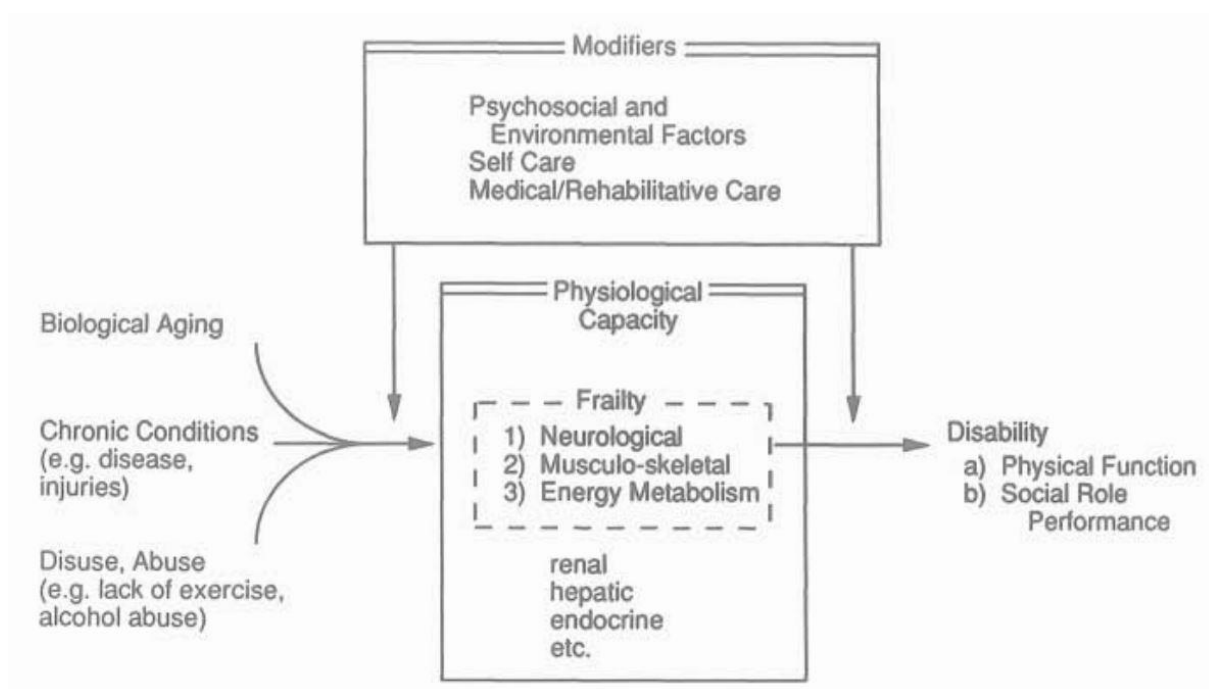 Modifiers
Psychosocial and
Environmental Factors
Self Care
Medical/Rehabilitative Care
Physiological
Capacity
Biological Aging
Chronic Conditions
(e.g. disease,
injuries)
Disuse, Abuse
(e.g. lack of exercise,
alcohol abuse)
Frailty
1) Neurological
2) Musculo-skeletal
3) Energy Metabolism
renal
hepatic
endocrine
etc.
Disability
a) Physical Function
b) Social Role
Performance